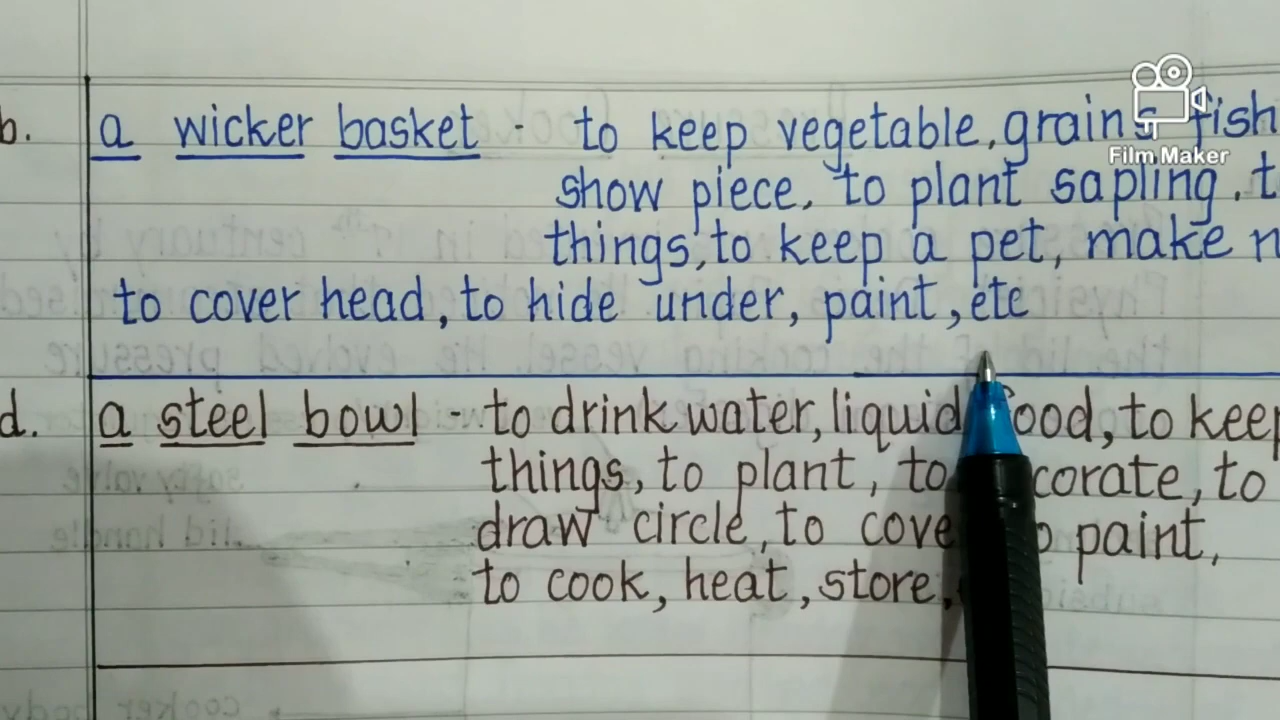 b. a wicker basket - to keep vegetable, grains, fish
show piece, to plant sapling, t
things, to keep a pet, make n
to cover head, to hide under, paint, etc
d. a steel bowl - to drink water, liquid food, to keep
things, to plant, to corate, to
draw circle, to cove paint,
to cook, heat, store,
Film Maker